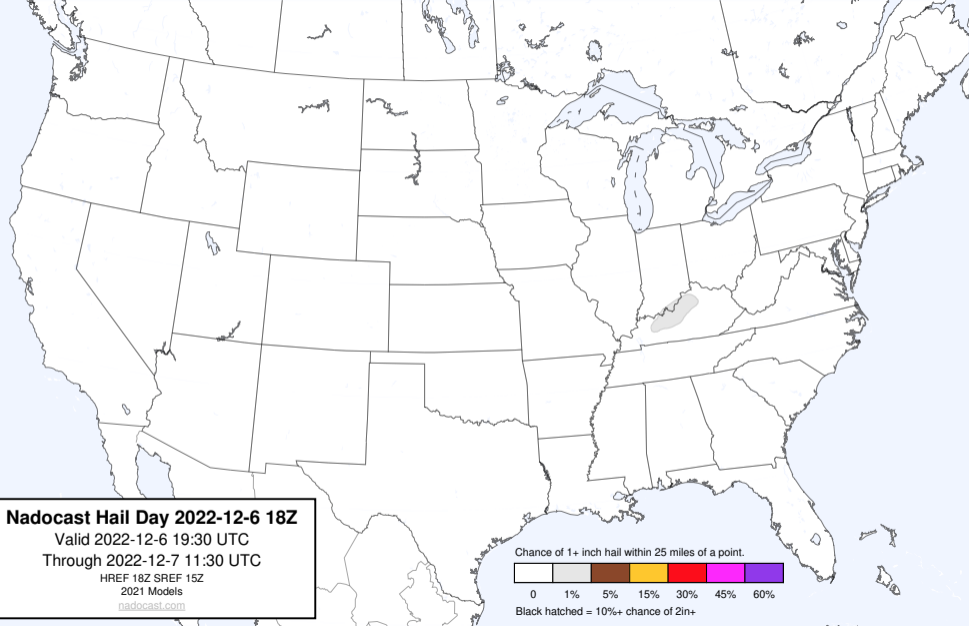 Nadocast Hail Day 2022-12-6 18Z
Valid 2022-12-6 19:30 UTC
Through 2022-12-7 11:30 UTC
HREF 18Z SREF 15Z
2021 Models
nadocast.com
Chance of 1+ inch hail within 25 miles of a point.
0 1% 5% 15% 30% 45% 60%
Black hatched = 10%+ chance of 2in+